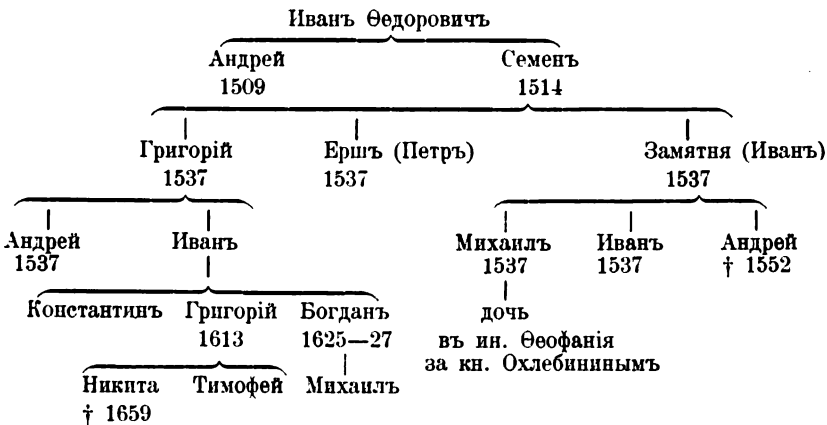 Иванъ Ѳедоровичъ
Андрей Семенъ
1509 1514
Григорій Ершъ (Петръ) Замятня (Иванъ)
1537 1537 1537
Андрей Иванъ Михаилъ Иванъ Андрей
1537 1537 1537 † 1552
Константинъ Григорій Богданъ дочь
1613 1625—27 въ ин. Ѳеофанія
за кн. Охлебининымъ
Никита Тимофей Михаилъ
† 1659